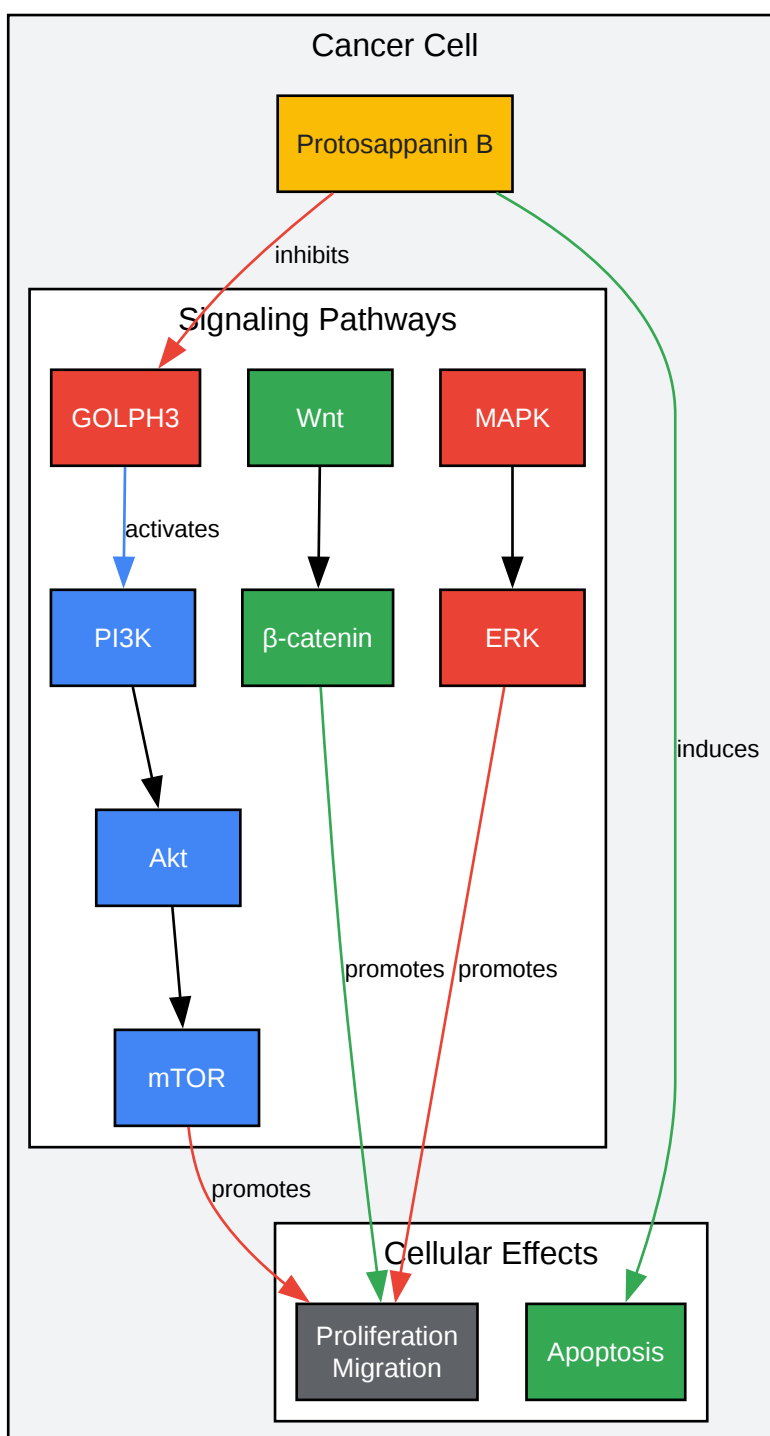 Cancer Cell
Protosappanin B
inhibits
Signaling Pathways
GOLPH3
Wnt
MAPK
activates
PI3K
β-catenin
ERK
induces
Akt
promotes
promotes
mTOR
promotes
Cellular Effects
Proliferation
Migration
Apoptosis